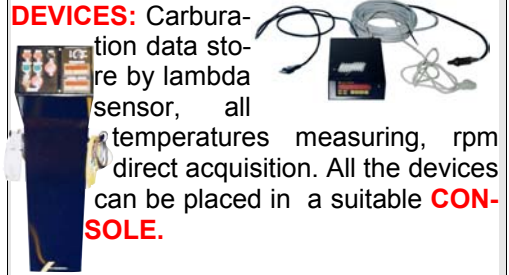 DEVICES: Carbura-
tion data sto-
re by lambda
sensor, all
temperatures measuring, rpm
direct acquisition. All the devices
can be placed in a suitable CON-
SOLE.